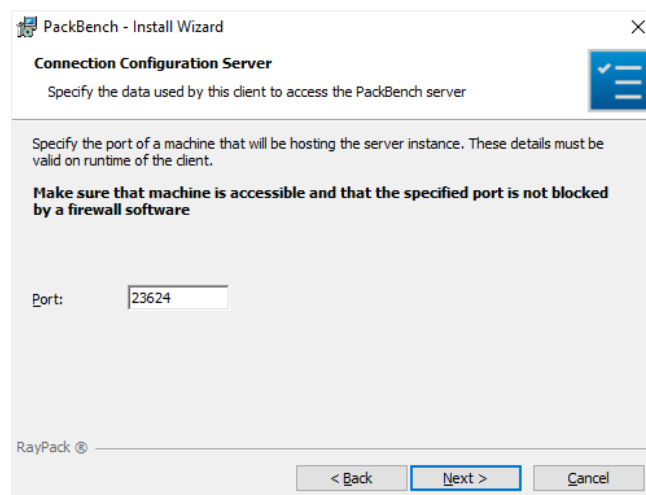 PackBench - Install Wizard
Connection Configuration Server
Specify the data used by this client to access the PackBench server
Specify the port of a machine that will be hosting the server instance. These details must be
valid on runtime of the client.
Make sure that machine is accessible and that the specified port is not blocked
by a firewall software
Port: 23624
RayPack ®
< Back Next > Cancel